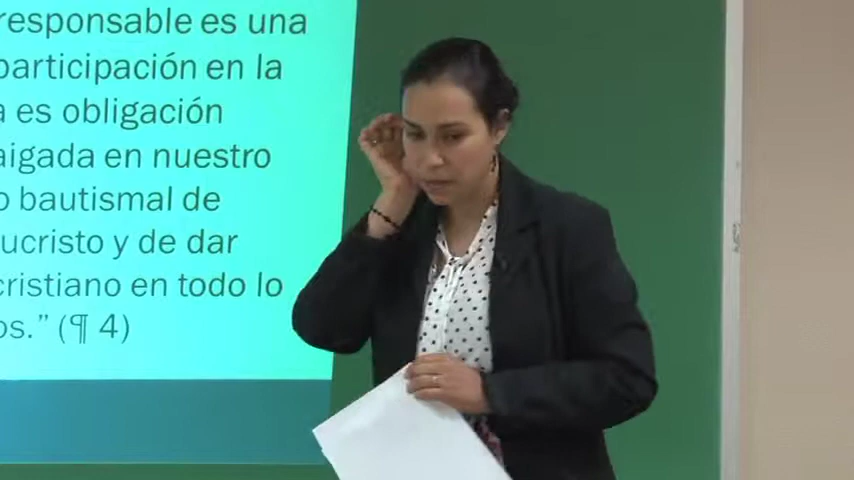 responsable es una
participación en la
a es obligación
aigada en nuestro
o bautismal de
ucristo y de dar
cristiano en todo lo
os.” (¶ 4)